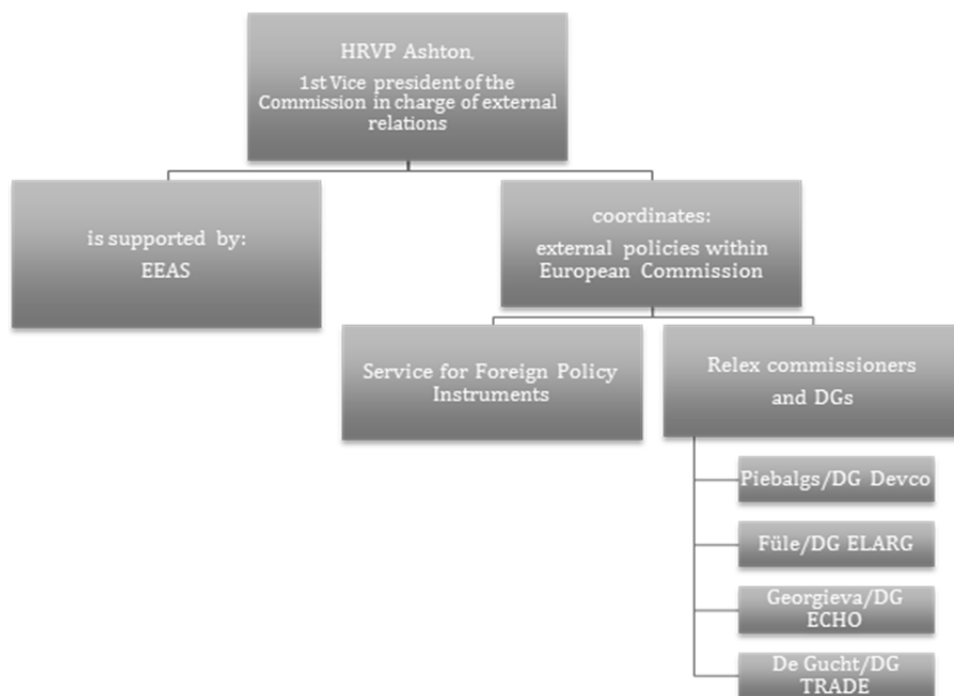 HRVP Ashton,
1st Vice president of the
Commission in charge of external
relations
is supported by:
EEAS
coordinates:
external policies within
European Commission
Service for Foreign Policy
Instruments
Relex commissioners
and DGs
Piebalgs/DG Devco
Füle/DG ELARG
Georgieva/DG
ECHO
De Gucht/DG
TRADE